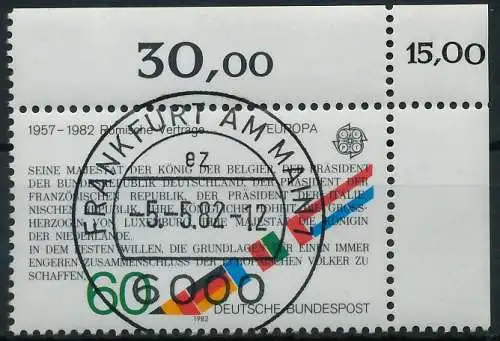 30,00
15,00
1957-1982 Römische Verträge EUROPA
SEINE MAJESTÄT DER KÖNIG DER BELGIER, DER PRÄSIDENT
DER BUNDESREPUBLIK DEUTSCHLAND, DER PRÄSIDENT DER
FRANZÖSISCHEN REPUBLIK, DER PRÄSIDENT DER ITALIE
NISCHEN REPUBLIK, IHRE KÖNIGLICHE HOHEIT DIE GROSS-
HERZOGIN VON LUXEMBURG, IHRE MAJESTÄT DIE KÖNIGIN
DER NIEDERLANDE,
IN DEM FESTEN WILLEN, DIE GRUNDLAGEN FÜR EINEN IMMER
ENGEREN ZUSAMMENSCHLUSS DER EUROPÄISCHEN VÖLKER ZU
SCHAFFEN
60
DEUTSCHE BUNDESPOST
1982
FRANKFURT AM MAIN 1
ez
-5.-5.82-12
6000